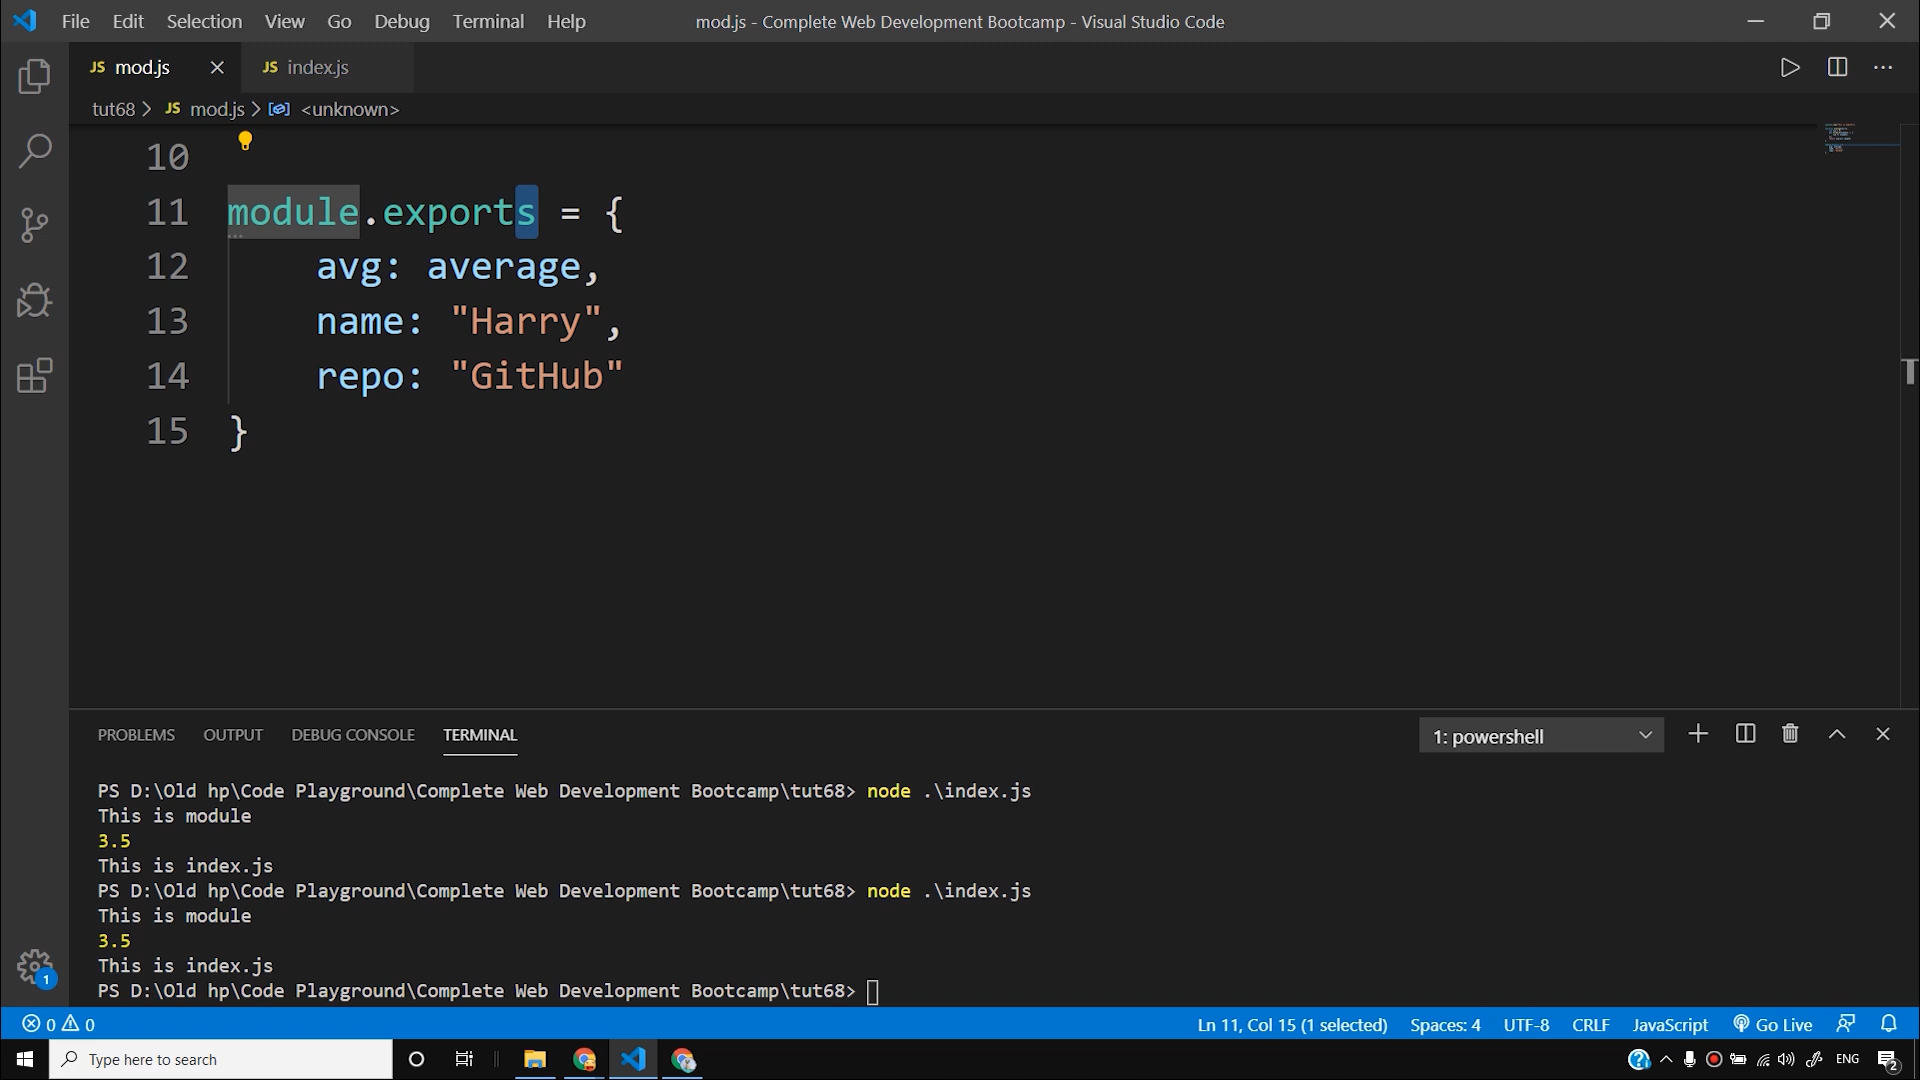 File Edit Selection View Go Debug Terminal Help mod.js - Complete Web Development Bootcamp - Visual Studio Code
JS mod.js JS index.js
tut68 > JS mod.js > <unknown>
10
11 module.exports = {
12 avg: average,
13 name: "Harry",
14 repo: "GitHub"
15 }
PROBLEMS OUTPUT DEBUG CONSOLE TERMINAL 1: powershell
PS D:\Old hp\Code Playground\Complete Web Development Bootcamp\tut68> node .\index.js
This is module
3.5
This is index.js
PS D:\Old hp\Code Playground\Complete Web Development Bootcamp\tut68> node .\index.js
This is module
3.5
This is index.js
PS D:\Old hp\Code Playground\Complete Web Development Bootcamp\tut68>
1
0 0 Ln 11, Col 15 (1 selected) Spaces: 4 UTF-8 CRLF JavaScript Go Live
Type here to search ENG 2